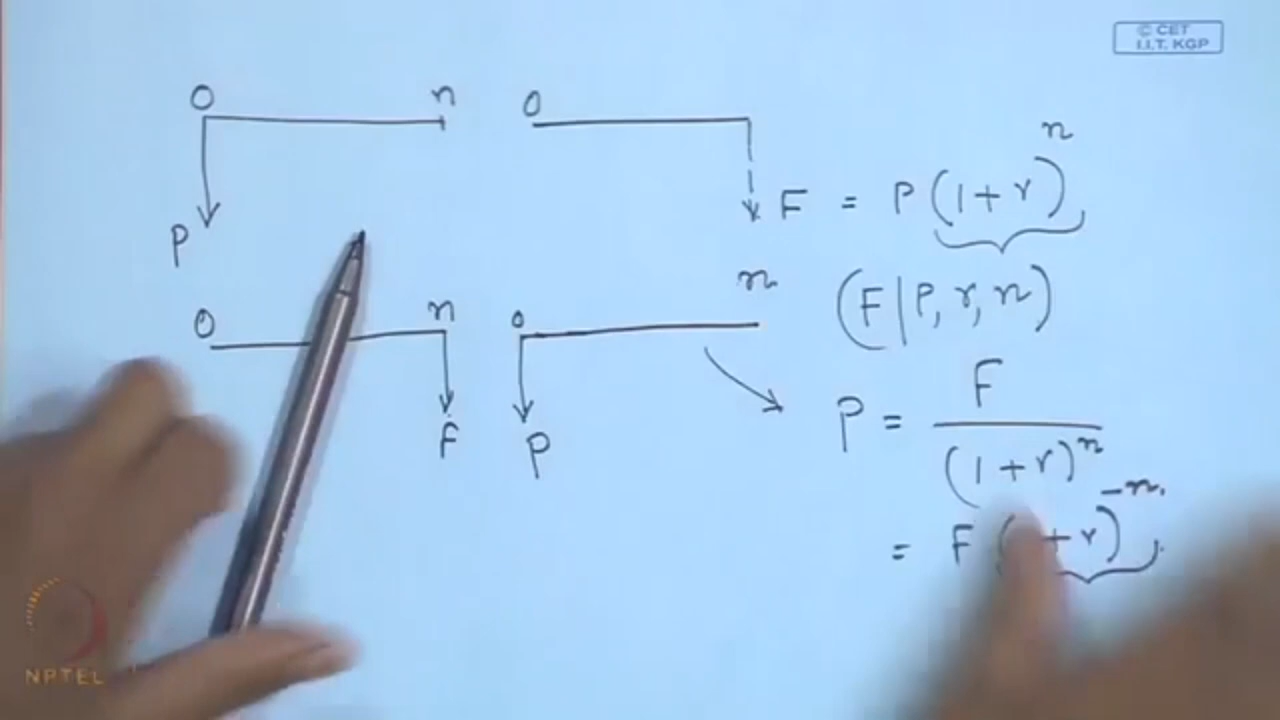 © CET
I.I.T. KGP
0 n 0
P
F = P(1+r)^n
0 n 0 n
(F|P, r, n)
F P
P = F/(1+r)^n
= F( +r)^-n
NPTEL